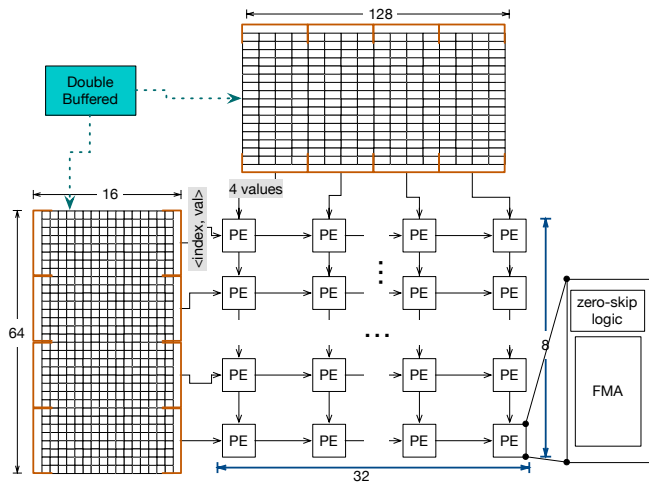 128
Double
Buffered
16
<index, val>
4 values
PE PE PE PE
PE PE PE PE
64
8
zero-skip
logic
PE PE PE PE
FMA
PE PE PE PE
32